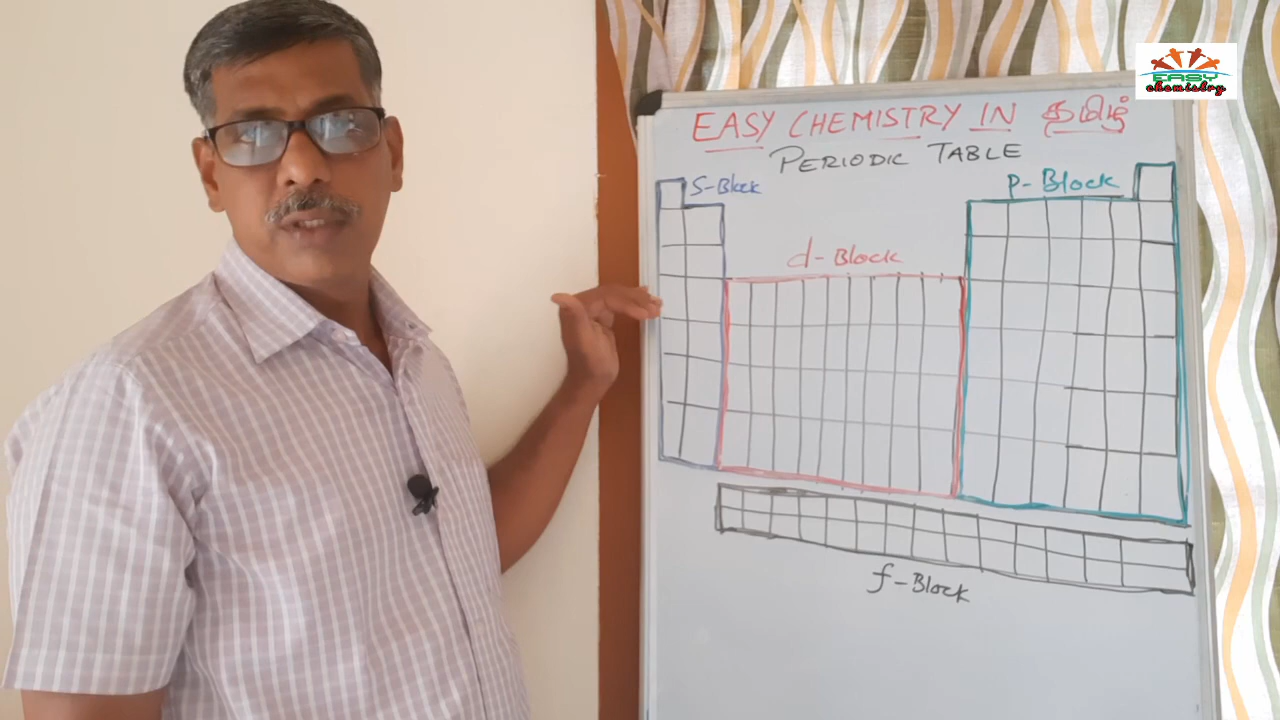 EASY
chemistry
EASY CHEMISTRY IN தமிழ்
PERIODIC TABLE
S-Block
P-Block
d-Block
f-Block